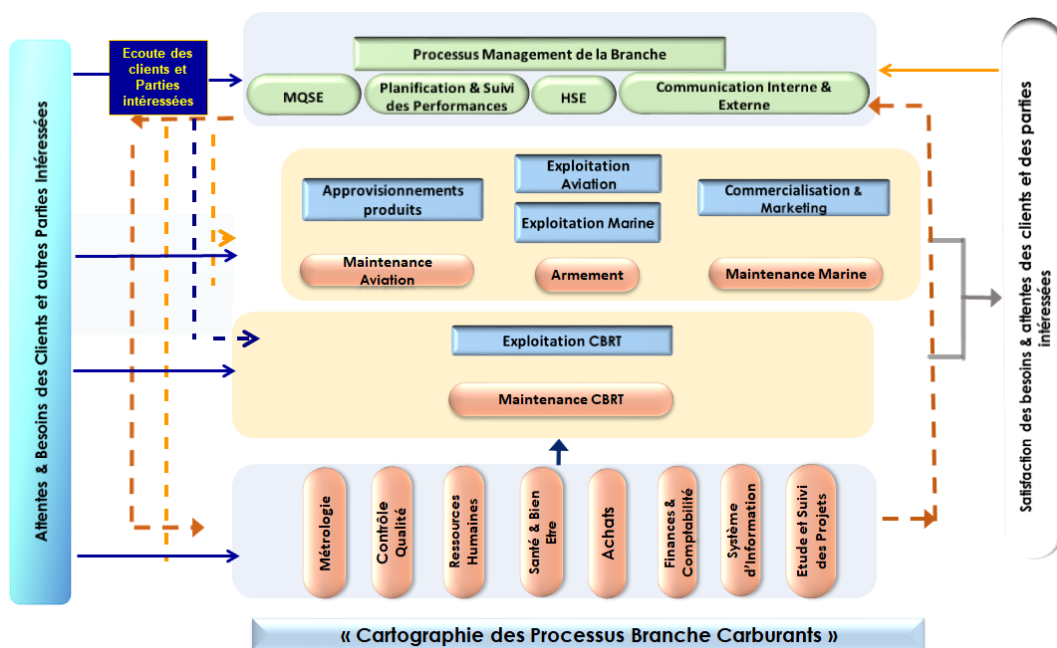 Attentes & Besoins des Clients et autres Parties Intéressées
Ecoute des
clients et
Parties
intéressées
Processus Management de la Branche
MQSE
Planification & Suivi
des Performances
HSE
Communication Interne &
Externe
Approvisionnements
produits
Exploitation
Aviation
Exploitation Marine
Commercialisation &
Marketing
Maintenance
Aviation
Armement
Maintenance Marine
Exploitation CBRT
Maintenance CBRT
Métrologie
Contrôle
Qualité
Ressources
Humaines
Santé & Bien
Etre
Achats
Finances &
Comptabilité
Système
d'Information
Etude et Suivi
des Projets
Satisfaction des besoins & attentes des clients et des parties
intéressées
« Cartographie des Processus Branche Carburants »